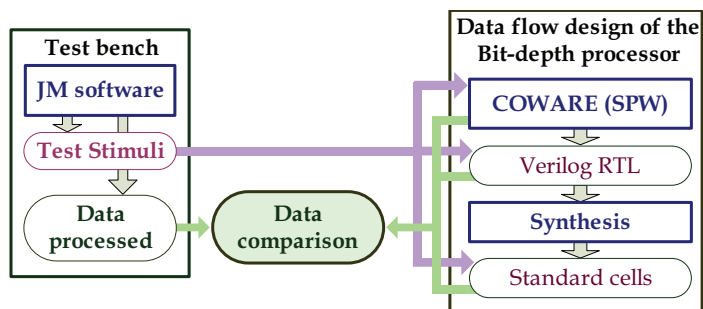 Test bench
JM software
Test Stimuli
Data
processed
Data
comparison
Data flow design of the
Bit-depth processor
COWARE (SPW)
Verilog RTL
Synthesis
Standard cells